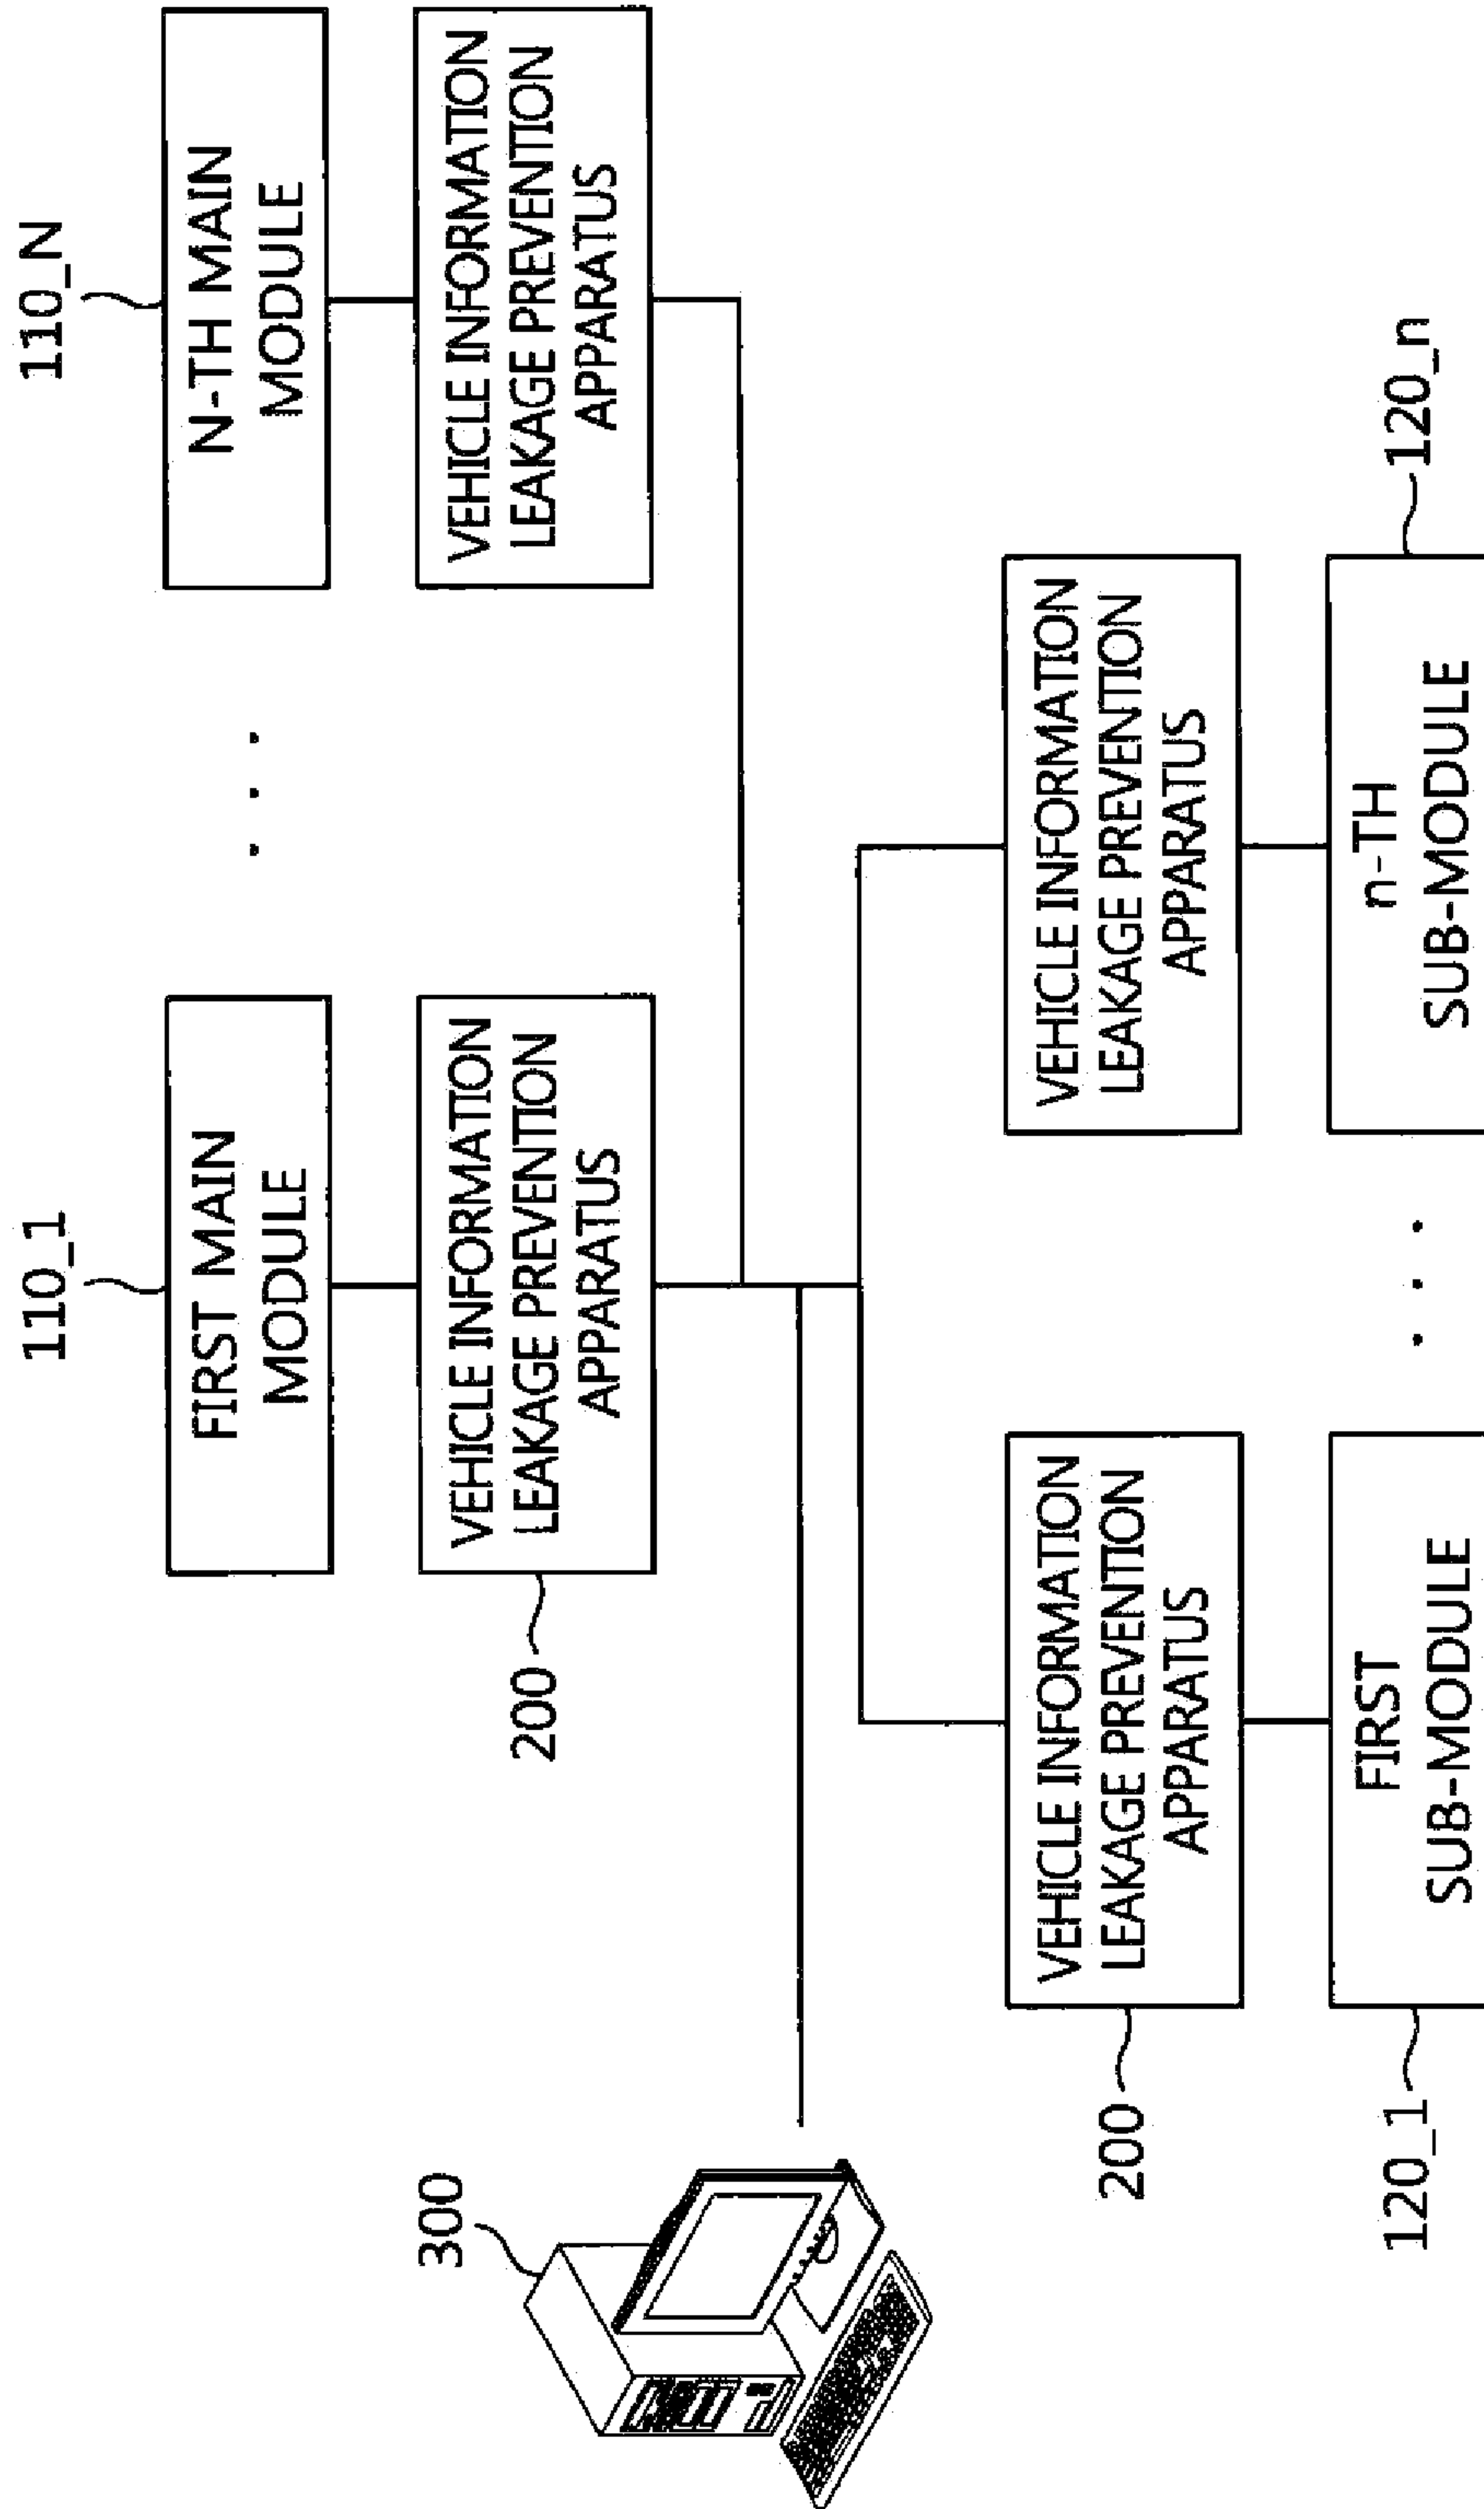 110_1
110_N
FIRST MAIN
MODULE
. . .
N-TH MAIN
MODULE
300
200
VEHICLE INFORMATION
LEAKAGE PREVENTION
APPARATUS
VEHICLE INFORMATION
LEAKAGE PREVENTION
APPARATUS
200
VEHICLE INFORMATION
LEAKAGE PREVENTION
APPARATUS
VEHICLE INFORMATION
LEAKAGE PREVENTION
APPARATUS
120_1
FIRST
SUB-MODULE
. . .
n-TH
SUB-MODULE
120_n